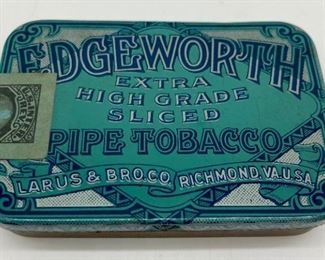 EDGEWORTH
EXTRA
HIGH GRADE
SLICED
PIPE TOBACCO
LARUS & BRO.CO. RICHMOND,VA.U.S.A.